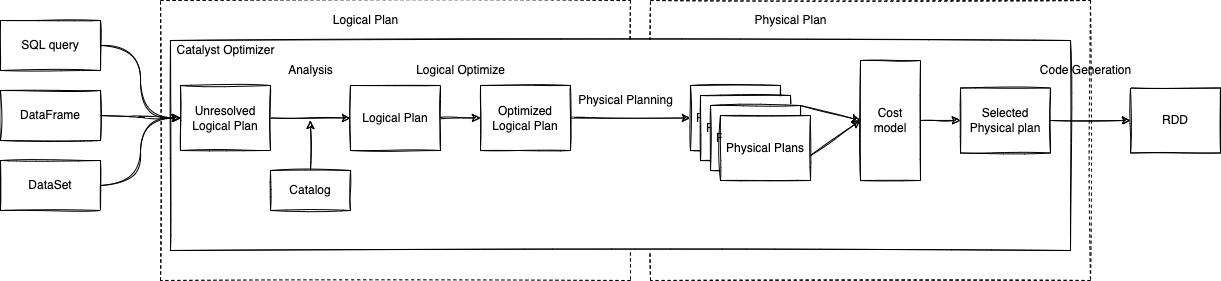 Logical Plan
Physical Plan
SQL query
DataFrame
DataSet
Catalyst Optimizer
Analysis
Logical Optimize
Physical Planning
Code Generation
Unresolved
Logical Plan
Logical Plan
Optimized
Logical Plan
Catalog
P
P
P
Physical Plans
Cost
model
Selected
Physical plan
RDD